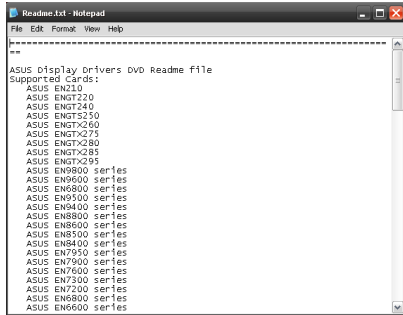 Readme.txt - Notepad
File Edit Format View Help
================================================================
==
ASUS Display Drivers DVD Readme file
Supported Cards:
ASUS EN210
ASUS ENGT220
ASUS ENGT240
ASUS ENGTS250
ASUS ENGTX260
ASUS ENGTX275
ASUS ENGTX280
ASUS ENGTX285
ASUS ENGTX295
ASUS EN9800 series
ASUS EN9600 series
ASUS EN6800 series
ASUS EN9500 series
ASUS EN9400 series
ASUS EN8800 series
ASUS EN8600 series
ASUS EN8500 series
ASUS EN8400 series
ASUS EN7950 series
ASUS EN7900 series
ASUS EN7600 series
ASUS EN7300 series
ASUS EN7200 series
ASUS EN6800 series
ASUS EN6600 series